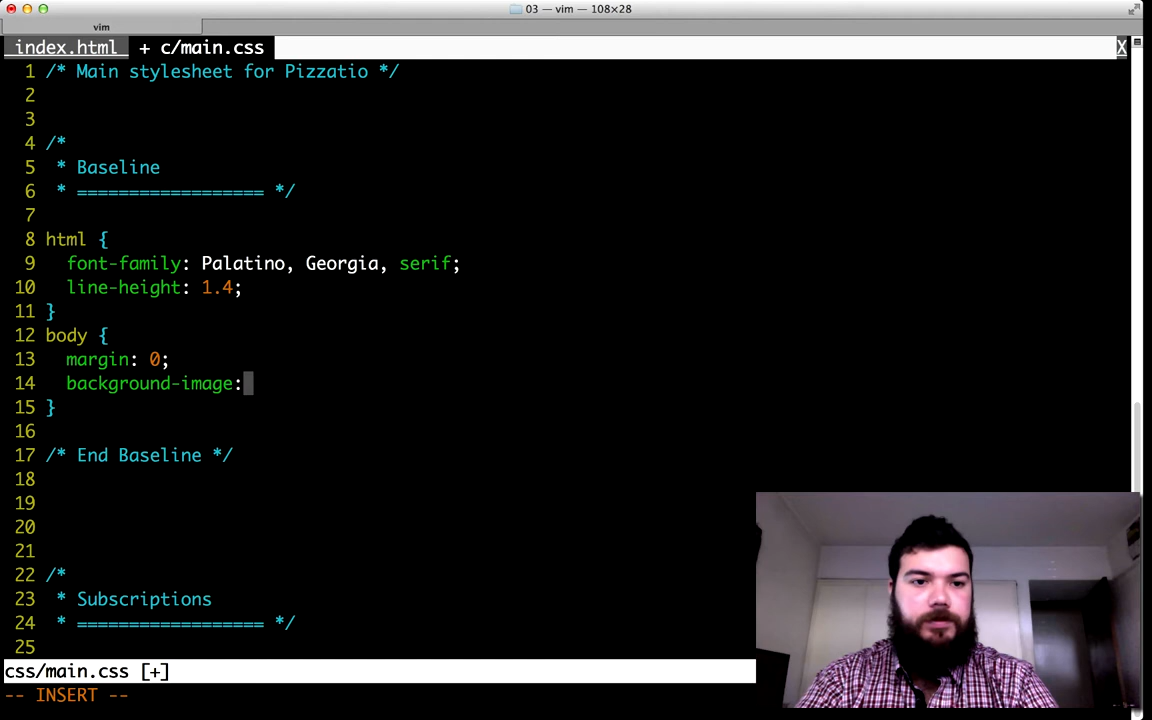 03 — vim — 108×28
vim
index.html + c/main.css X
1 /* Main stylesheet for Pizzatio */
2
3
4 /*
5 * Baseline
6 * ================== */
7
8 html {
9 font-family: Palatino, Georgia, serif;
10 line-height: 1.4;
11 }
12 body {
13 margin: 0;
14 background-image:
15 }
16
17 /* End Baseline */
18
19
20
21
22 /*
23 * Subscriptions
24 * ================== */
25
css/main.css [+]
-- INSERT --